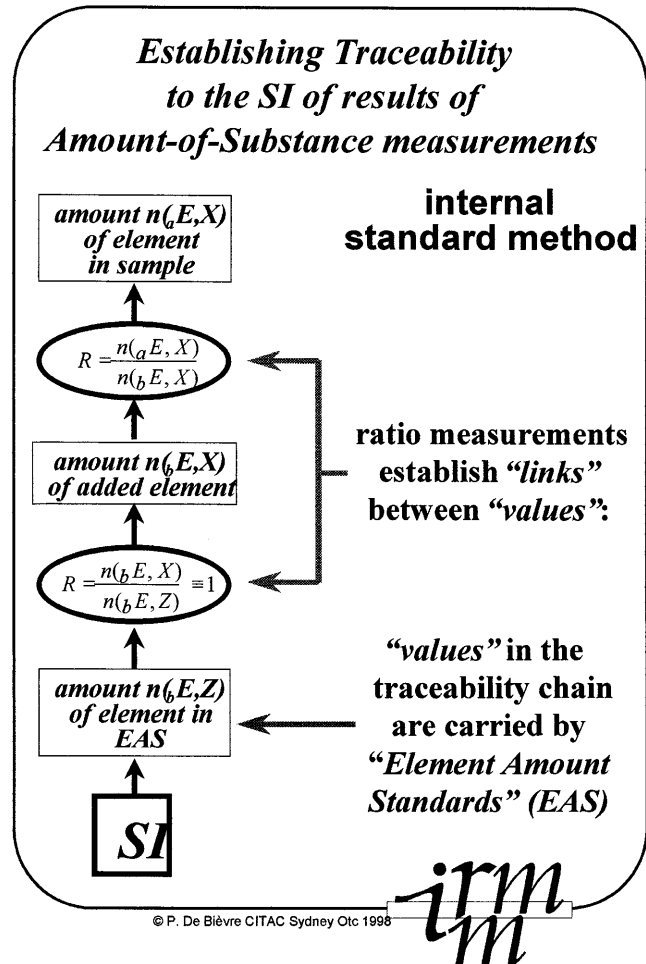 Establishing Traceability
to the SI of results of
Amount-of-Substance measurements
internal
standard method
amount n(aE,X)
of element
in sample
R = n(aE, X) / n(bE, X)
ratio measurements
establish "links"
between "values":
amount n(bE,X)
of added element
R = n(bE, X) / n(bE, Z) ≡ 1
"values" in the
traceability chain
are carried by
"Element Amount
Standards" (EAS)
amount n(bE,Z)
of element in
EAS
SI
© P. De Bièvre CITAC Sydney Otc 1998
irmm